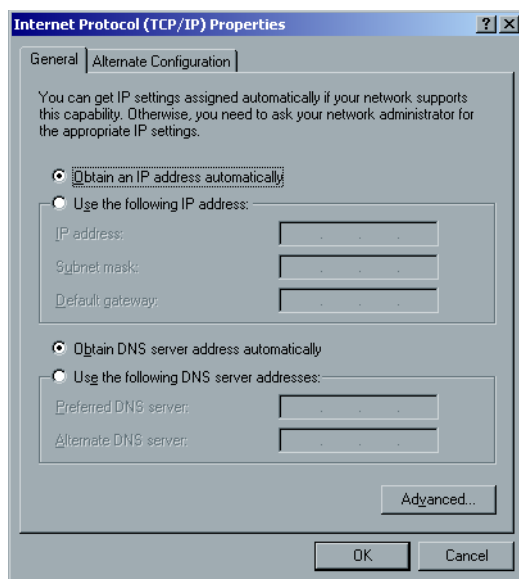 Internet Protocol (TCP/IP) Properties
General
Alternate Configuration
You can get IP settings assigned automatically if your network supports
this capability. Otherwise, you need to ask your network administrator for
the appropriate IP settings.
Obtain an IP address automatically
Use the following IP address:
IP address:
Subnet mask:
Default gateway:
Obtain DNS server address automatically
Use the following DNS server addresses:
Preferred DNS server:
Alternate DNS server:
Advanced...
OK
Cancel